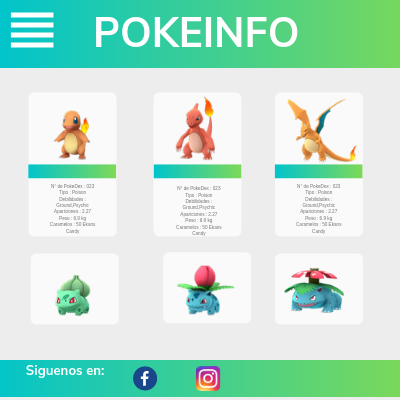 POKEINFO
N° de PokeDex : 023
Tipo : Poison
Debilidades :
Ground,Psychic
Apariciones : 2.27
Peso : 6.9 kg
Caramelos : 50 Ekans
Candy
N° de PokeDex : 023
Tipo : Poison
Debilidades :
Ground,Psychic
Apariciones : 2.27
Peso : 6.9 kg
Caramelos : 50 Ekans
Candy
N° de PokeDex : 023
Tipo : Poison
Debilidades :
Ground,Psychic
Apariciones : 2.27
Peso : 6.9 kg
Caramelos : 50 Ekans
Candy
Siguenos en: